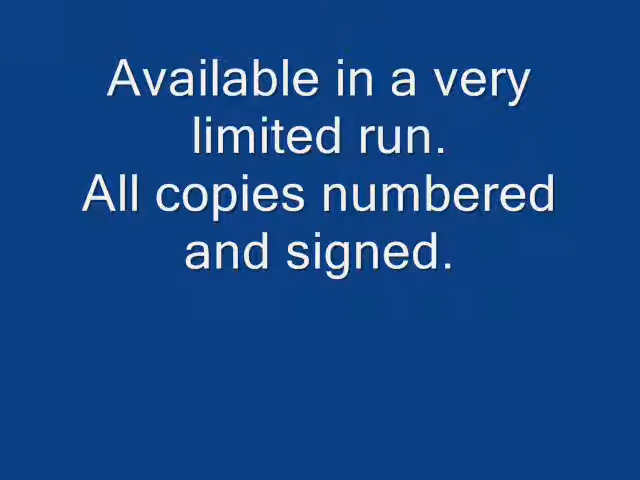 Available in a very
limited run.
All copies numbered
and signed.